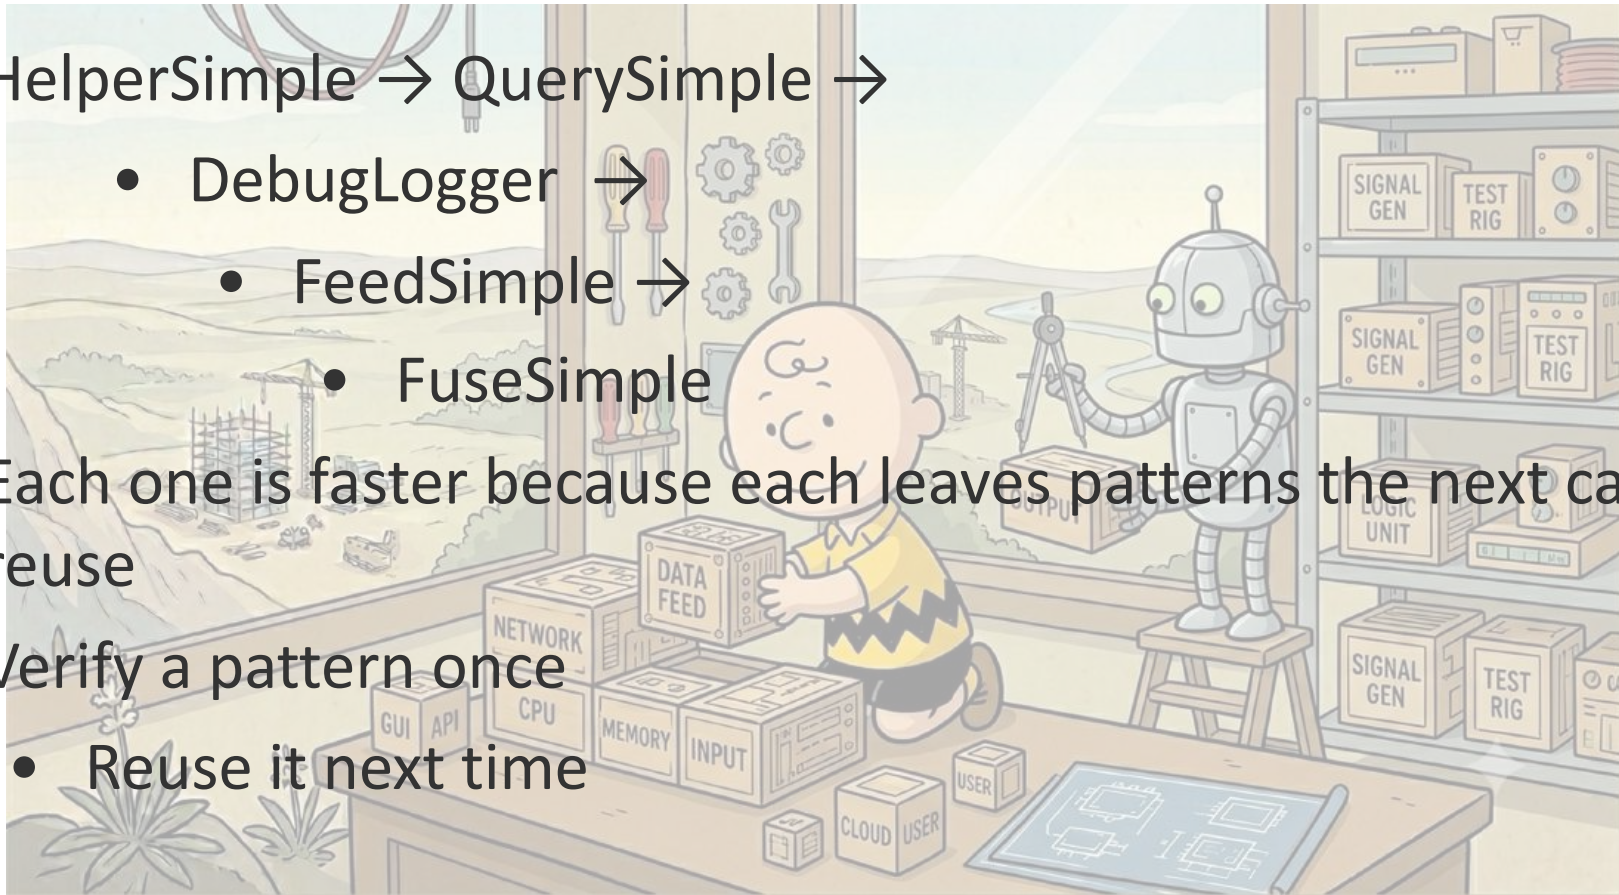 HelperSimple → QuerySimple →
• DebugLogger →
• FeedSimple →
• FuseSimple
Each one is faster because each leaves patterns the next ca
reuse
Verify a pattern once
• Reuse it next time
SIGNAL
GEN
TEST
RIG
SIGNAL
GEN
TEST
RIG
OUTPUT
LOGIC
UNIT
DATA
FEED
NETWORK
CPU
GUI
API
MEMORY
INPUT
USER
CLOUD
USER
SIGNAL
GEN
TEST
RIG